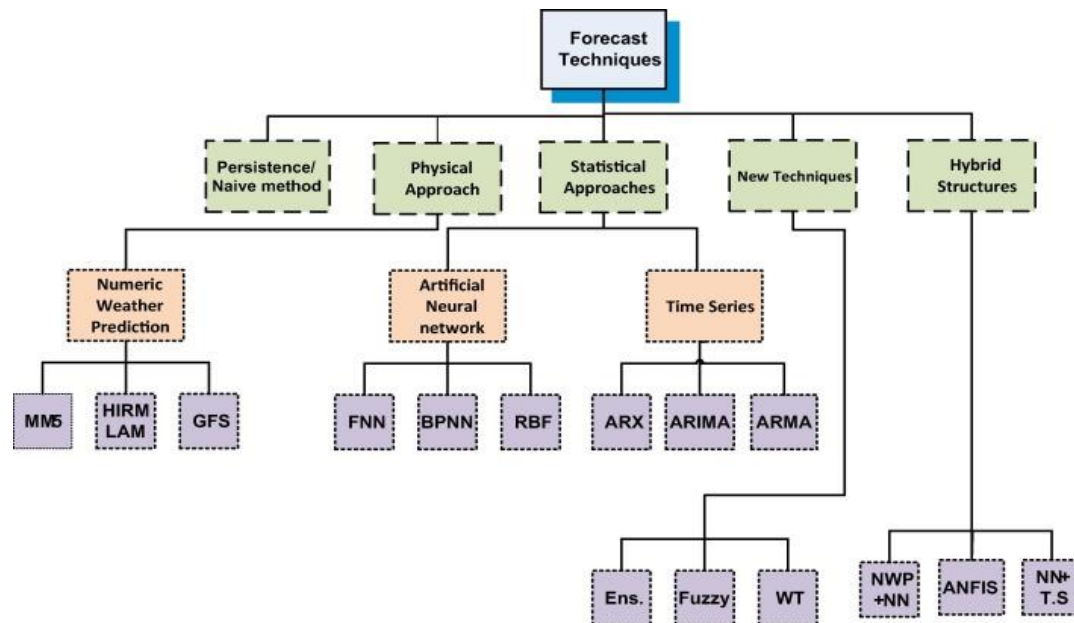 Forecast
Techniques
Persistence/
Naive method
Physical
Approach
Statistical
Approaches
New Techniques
Hybrid
Structures
Numeric
Weather
Prediction
Artificial
Neural
network
Time Series
MM5
HIRM
LAM
GFS
FNN
BPNN
RBF
ARX
ARIMA
ARMA
Ens.
Fuzzy
WT
NWP
+NN
ANFIS
NN+
T.S